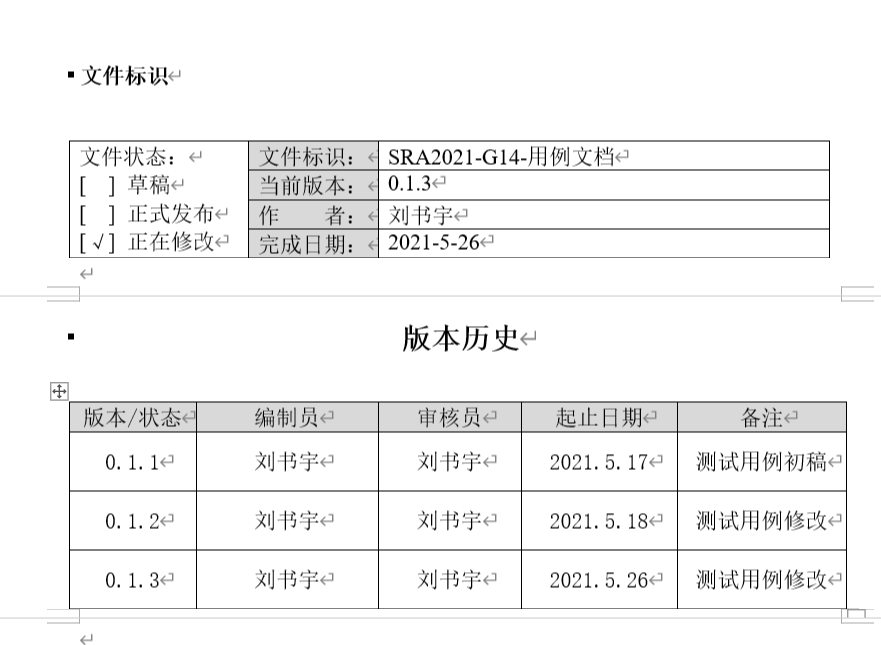 文件标识
文件状态：
[ ] 草稿
[ ] 正式发布
[√] 正在修改
文件标识： SRA2021-G14-用例文档
当前版本： 0.1.3
作 者： 刘书宇
完成日期： 2021-5-26
版本历史
版本/状态 编制员 审核员 起止日期 备注
0.1.1 刘书宇 刘书宇 2021.5.17 测试用例初稿
0.1.2 刘书宇 刘书宇 2021.5.18 测试用例修改
0.1.3 刘书宇 刘书宇 2021.5.26 测试用例修改